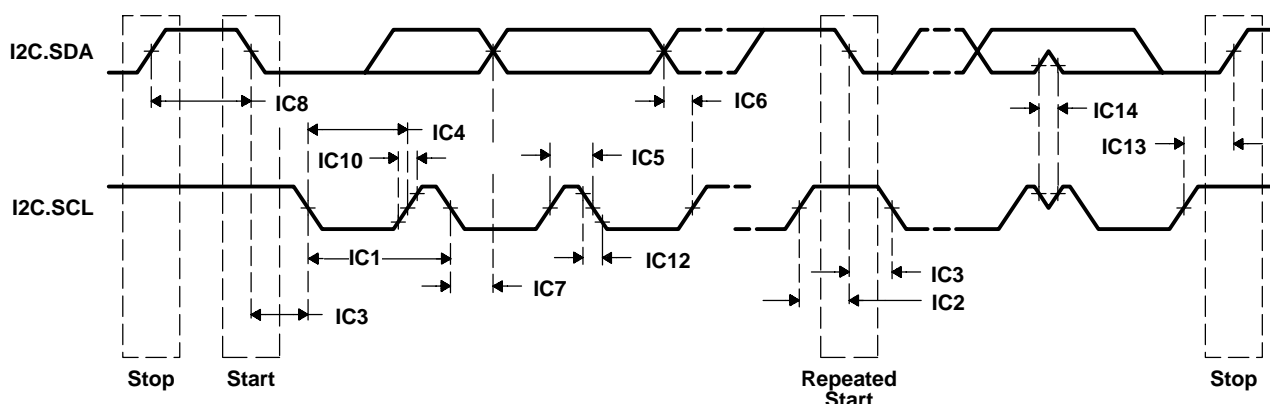 I2C.SDA
IC8
IC6
IC14
IC4
IC10
IC5
IC13
I2C.SCL
IC1
IC12
IC7
IC3
IC3
IC2
Stop
Start
Repeated
Start
Stop